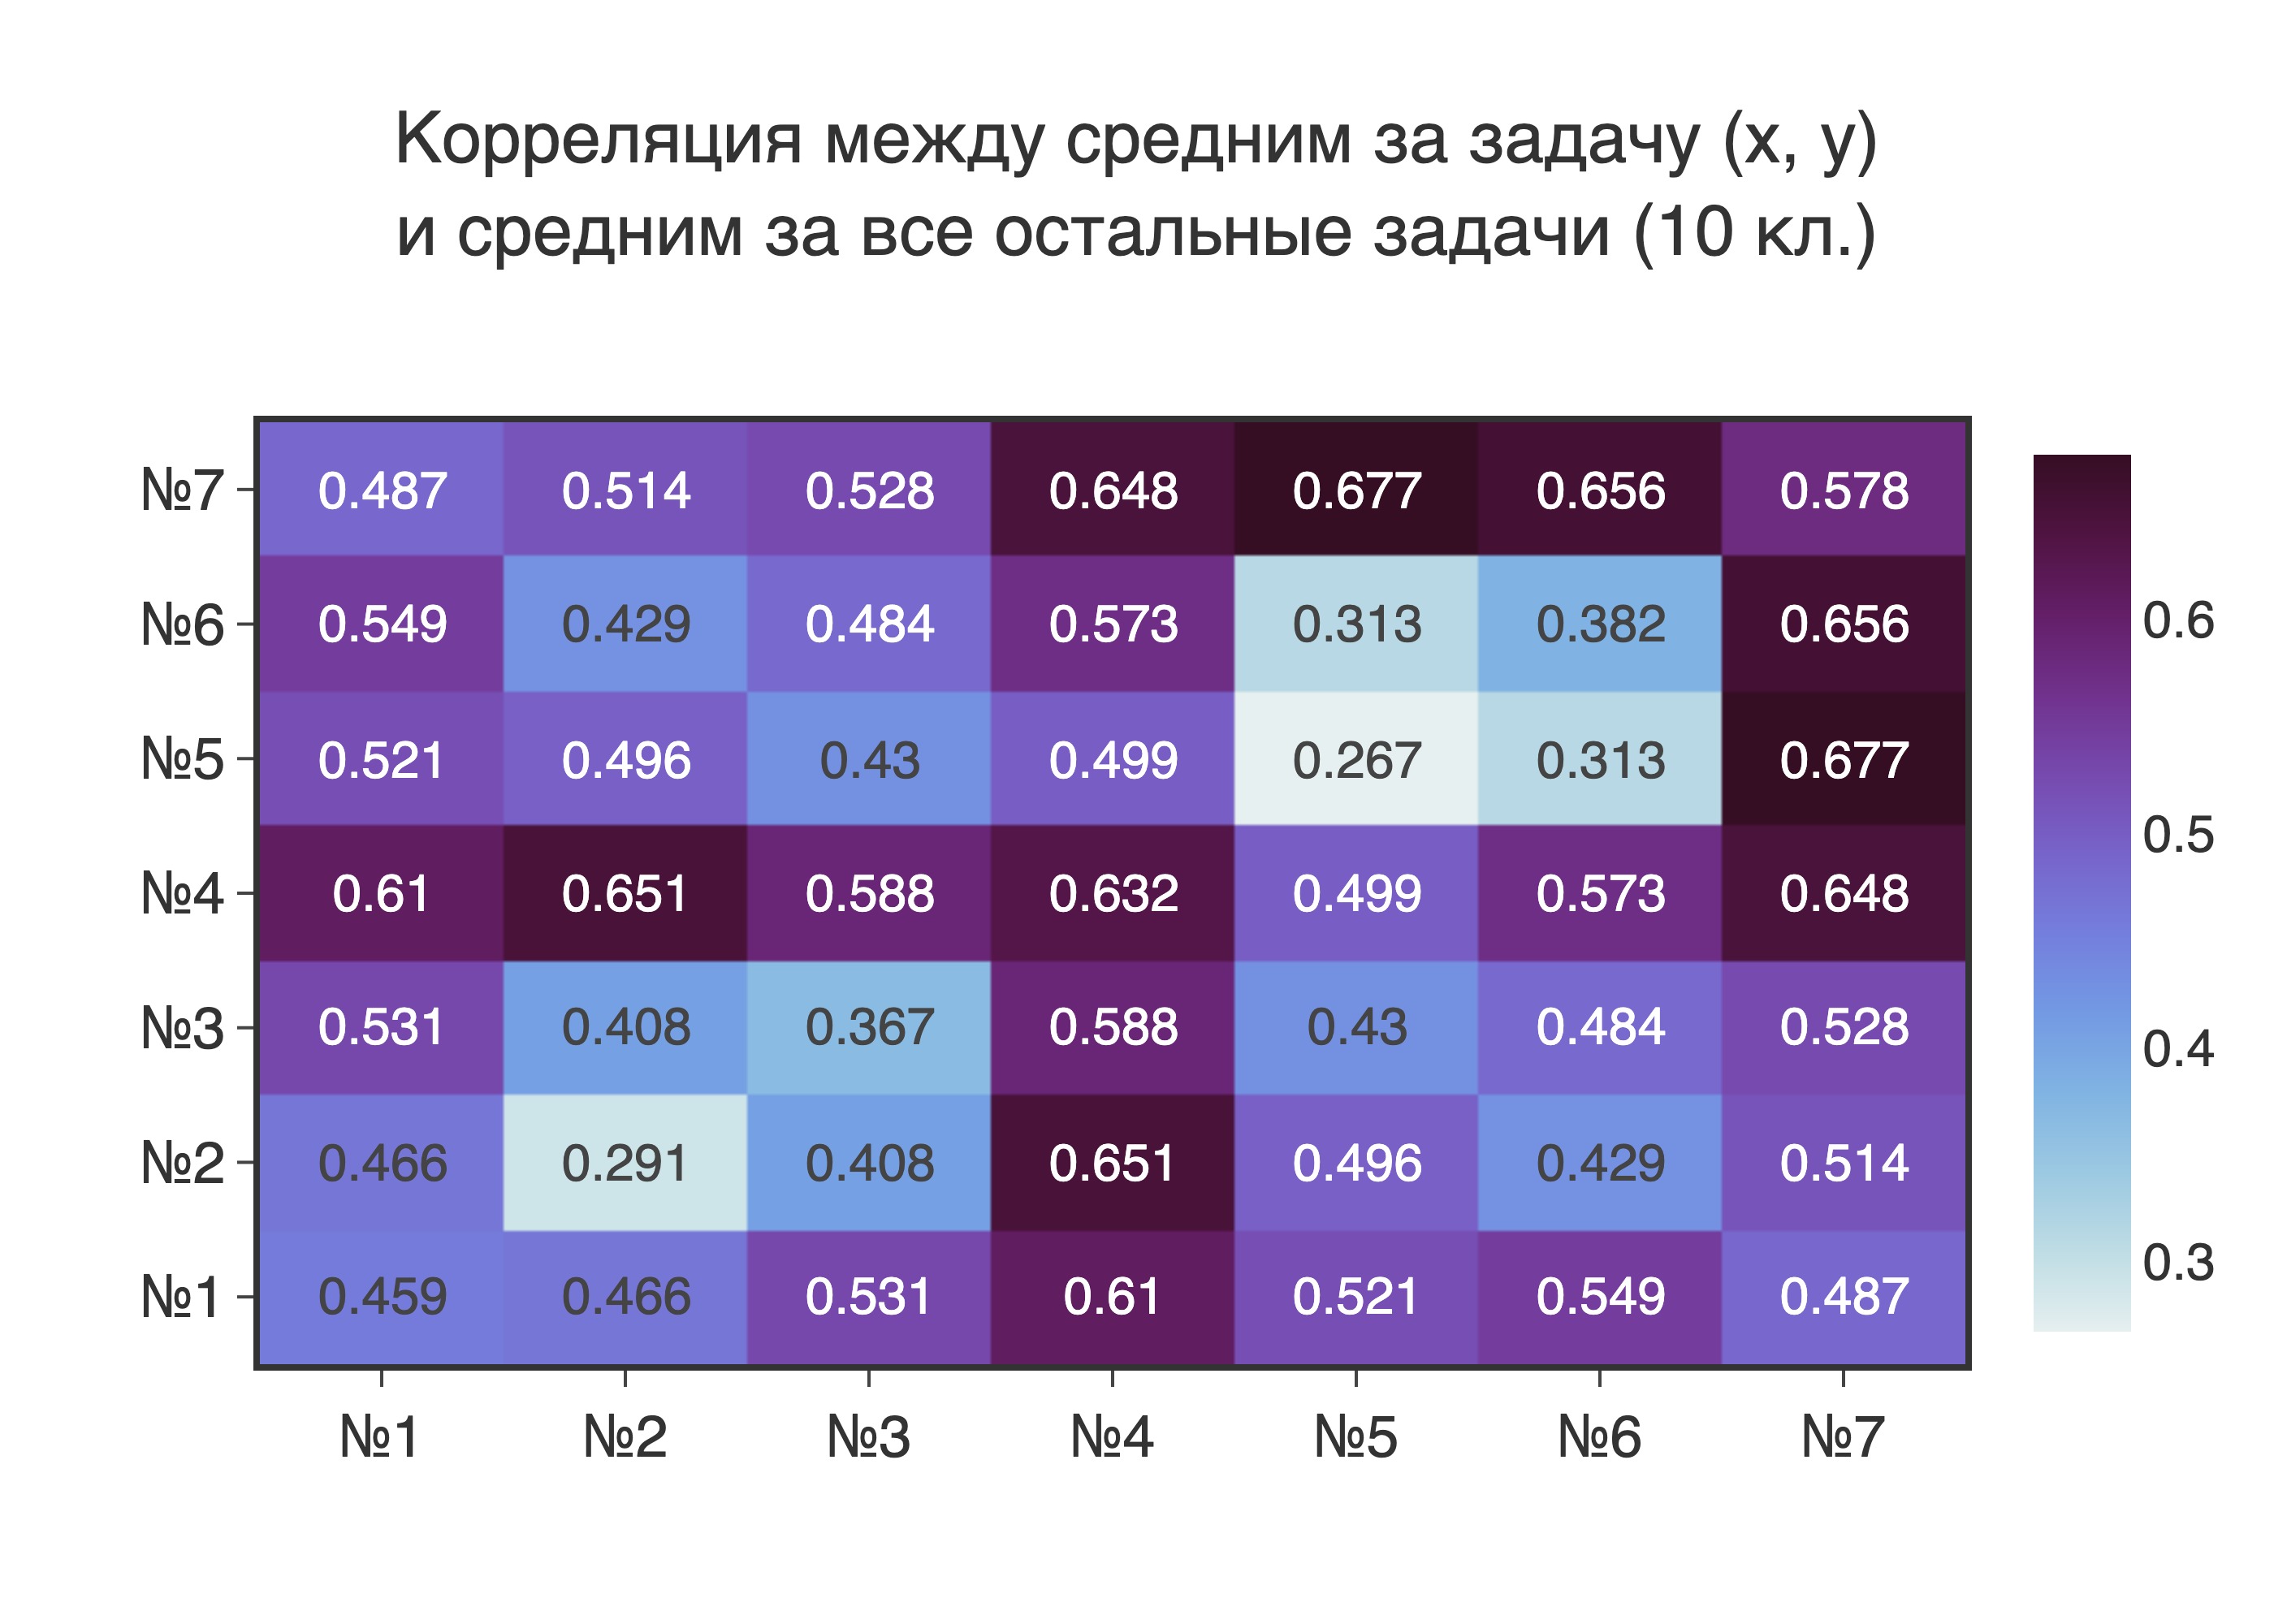 Корреляция между средним за задачу (x, y)
и средним за все остальные задачи (10 кл.)
№7 0.487 0.514 0.528 0.648 0.677 0.656 0.578
№6 0.549 0.429 0.484 0.573 0.313 0.382 0.656 0.6
№5 0.521 0.496 0.43 0.499 0.267 0.313 0.677 0.5
№4 0.61 0.651 0.588 0.632 0.499 0.573 0.648
№3 0.531 0.408 0.367 0.588 0.43 0.484 0.528 0.4
№2 0.466 0.291 0.408 0.651 0.496 0.429 0.514
№1 0.459 0.466 0.531 0.61 0.521 0.549 0.487 0.3
№1 №2 №3 №4 №5 №6 №7